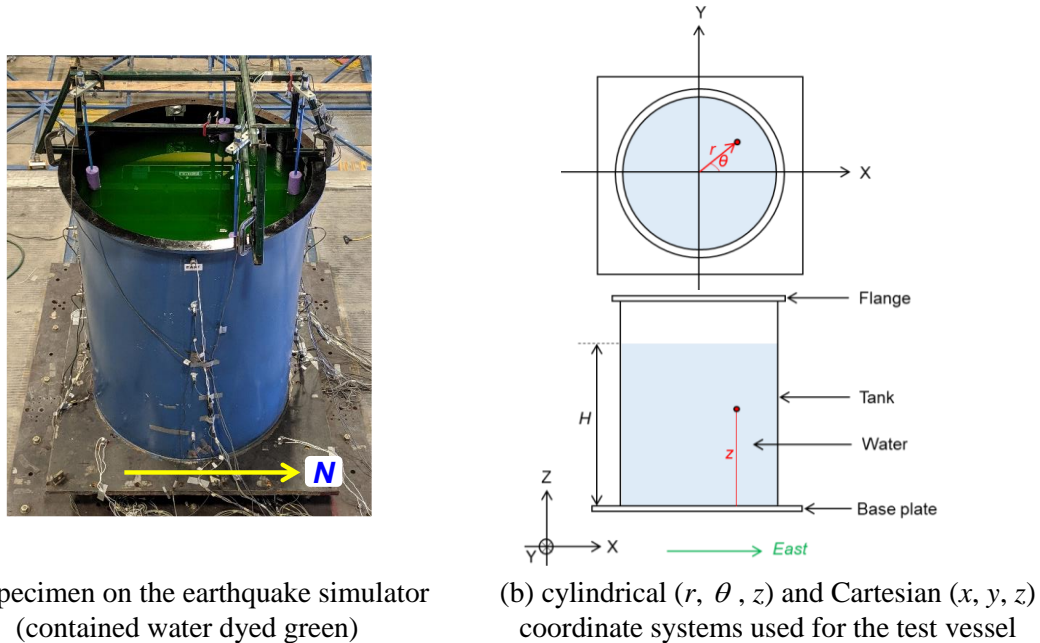 Y
r
θ
X
Flange
H
Tank
Water
z
Z
Base plate
Y
X
East
EAST
N
pecimen on the earthquake simulator
(contained water dyed green)
(b) cylindrical (r, θ , z) and Cartesian (x, y, z)
coordinate systems used for the test vessel